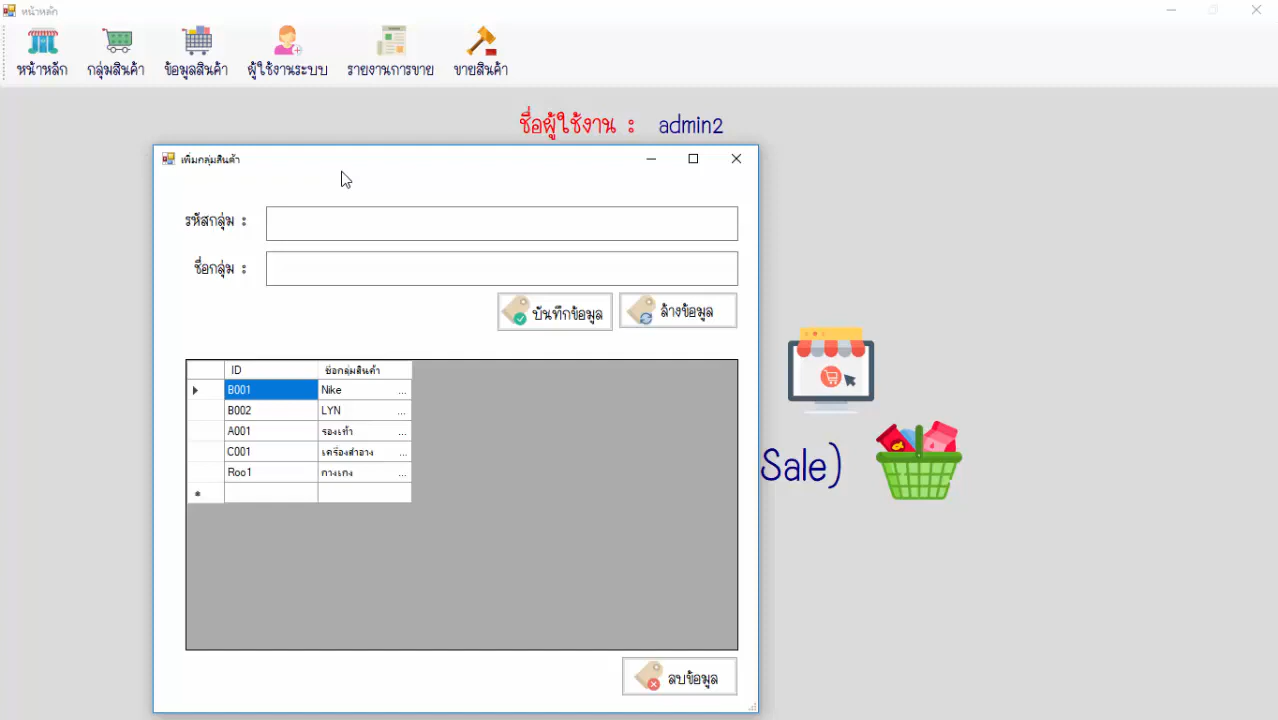 หน้าหลัก
หน้าหลัก กลุ่มสินค้า ข้อมูลสินค้า ผู้ใช้งานระบบ รายงานการขาย ขายสินค้า
ชื่อผู้ใช้งาน : admin2
เพิ่มกลุ่มสินค้า
รหัสกลุ่ม :
ชื่อกลุ่ม :
บันทึกข้อมูล ล้างข้อมูล
ID ชื่อกลุ่มสินค้า
B001 Nike ...
B002 LYN ...
A001 รองเท้า ...
C001 เครื่องสำอาง ...
Roo1 กางเกง ...
Sale)
ลบข้อมูล